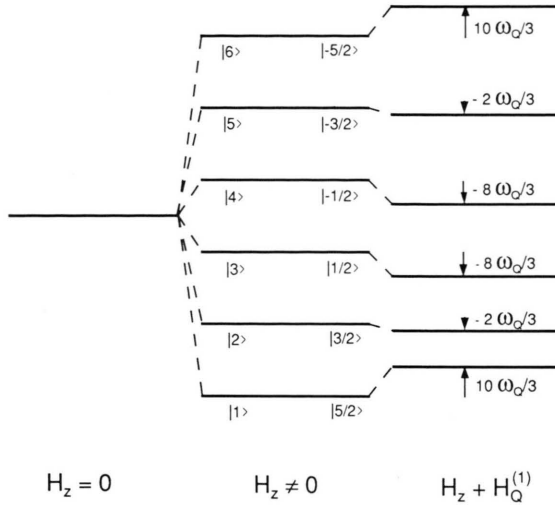 10 ω_Q/3
|6> |-5/2>
- 2 ω_Q/3
|5> |-3/2>
- 8 ω_Q/3
|4> |-1/2>
|3> |1/2>
- 8 ω_Q/3
- 2 ω_Q/3
|2> |3/2>
10 ω_Q/3
|1> |5/2>
H_z = 0 H_z ≠ 0 H_z + H_Q^(1)